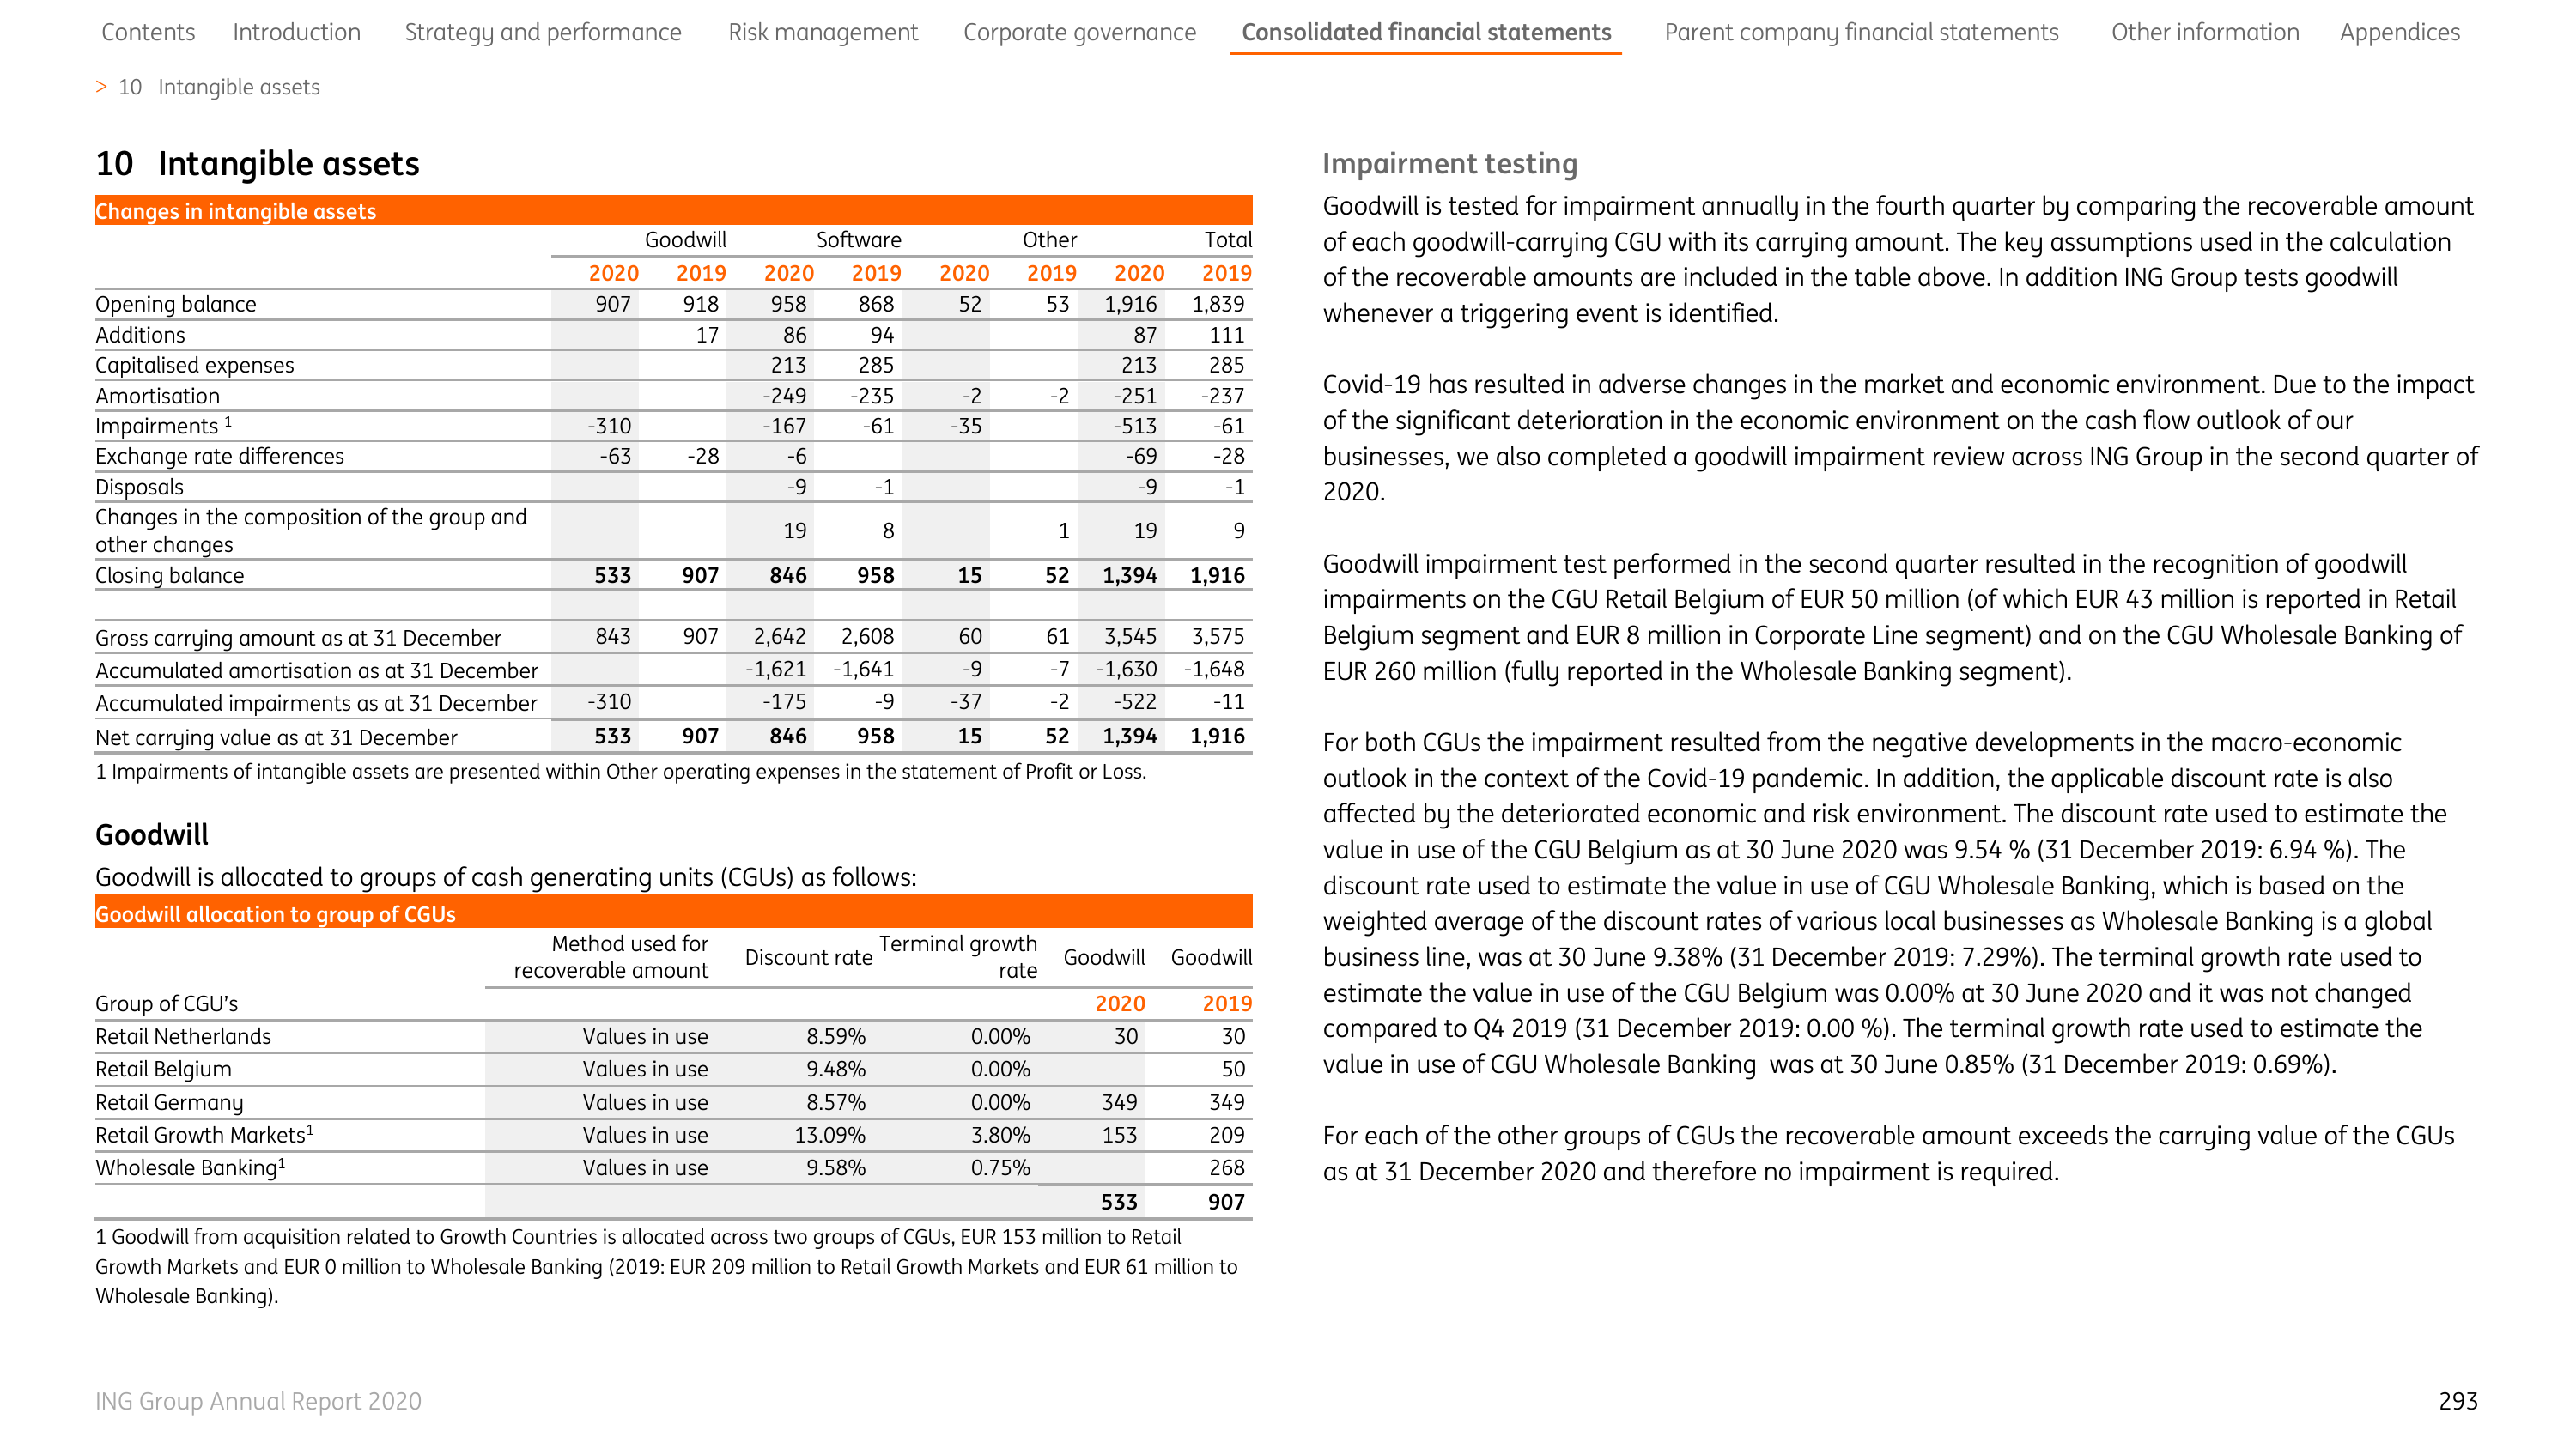 Contents Introduction Strategy and performance Risk management Corporate governance Consolidated financial statements Parent company financial statements Other information Appendices
> 10 Intangible assets
10 Intangible assets
Changes in intangible assets
Goodwill Software Other Total
2020 2019 2020 2019 2020 2019 2020 2019
Opening balance 907 918 958 868 52 53 1,916 1,839
Additions 17 86 94 87 111
Capitalised expenses 213 285 213 285
Amortisation -249 -235 -2 -2 -251 -237
Impairments 1 -310 -167 -61 -35 -513 -61
Exchange rate differences -63 -28 -6 -69 -28
Disposals -9 -1 -9 -1
Changes in the composition of the group and
other changes 19 8 1 19 9
Closing balance 533 907 846 958 15 52 1,394 1,916
Gross carrying amount as at 31 December 843 907 2,642 2,608 60 61 3,545 3,575
Accumulated amortisation as at 31 December -1,621 -1,641 -9 -7 -1,630 -1,648
Accumulated impairments as at 31 December -310 -175 -9 -37 -2 -522 -11
Net carrying value as at 31 December 533 907 846 958 15 52 1,394 1,916
1 Impairments of intangible assets are presented within Other operating expenses in the statement of Profit or Loss.
Goodwill
Goodwill is allocated to groups of cash generating units (CGUs) as follows:
Goodwill allocation to group of CGUs
Method used for
recoverable amount Discount rate Terminal growth
rate Goodwill Goodwill
Group of CGU's 2020 2019
Retail Netherlands Values in use 8.59% 0.00% 30 30
Retail Belgium Values in use 9.48% 0.00% 50
Retail Germany Values in use 8.57% 0.00% 349 349
Retail Growth Markets1 Values in use 13.09% 3.80% 153 209
Wholesale Banking1 Values in use 9.58% 0.75% 268
533 907
1 Goodwill from acquisition related to Growth Countries is allocated across two groups of CGUs, EUR 153 million to Retail
Growth Markets and EUR 0 million to Wholesale Banking (2019: EUR 209 million to Retail Growth Markets and EUR 61 million to
Wholesale Banking).
Impairment testing
Goodwill is tested for impairment annually in the fourth quarter by comparing the recoverable amount
of each goodwill-carrying CGU with its carrying amount. The key assumptions used in the calculation
of the recoverable amounts are included in the table above. In addition ING Group tests goodwill
whenever a triggering event is identified.
Covid-19 has resulted in adverse changes in the market and economic environment. Due to the impact
of the significant deterioration in the economic environment on the cash flow outlook of our
businesses, we also completed a goodwill impairment review across ING Group in the second quarter of
2020.
Goodwill impairment test performed in the second quarter resulted in the recognition of goodwill
impairments on the CGU Retail Belgium of EUR 50 million (of which EUR 43 million is reported in Retail
Belgium segment and EUR 8 million in Corporate Line segment) and on the CGU Wholesale Banking of
EUR 260 million (fully reported in the Wholesale Banking segment).
For both CGUs the impairment resulted from the negative developments in the macro-economic
outlook in the context of the Covid-19 pandemic. In addition, the applicable discount rate is also
affected by the deteriorated economic and risk environment. The discount rate used to estimate the
value in use of the CGU Belgium as at 30 June 2020 was 9.54 % (31 December 2019: 6.94 %). The
discount rate used to estimate the value in use of CGU Wholesale Banking, which is based on the
weighted average of the discount rates of various local businesses as Wholesale Banking is a global
business line, was at 30 June 9.38% (31 December 2019: 7.29%). The terminal growth rate used to
estimate the value in use of the CGU Belgium was 0.00% at 30 June 2020 and it was not changed
compared to Q4 2019 (31 December 2019: 0.00 %). The terminal growth rate used to estimate the
value in use of CGU Wholesale Banking was at 30 June 0.85% (31 December 2019: 0.69%).
For each of the other groups of CGUs the recoverable amount exceeds the carrying value of the CGUs
as at 31 December 2020 and therefore no impairment is required.
ING Group Annual Report 2020
293